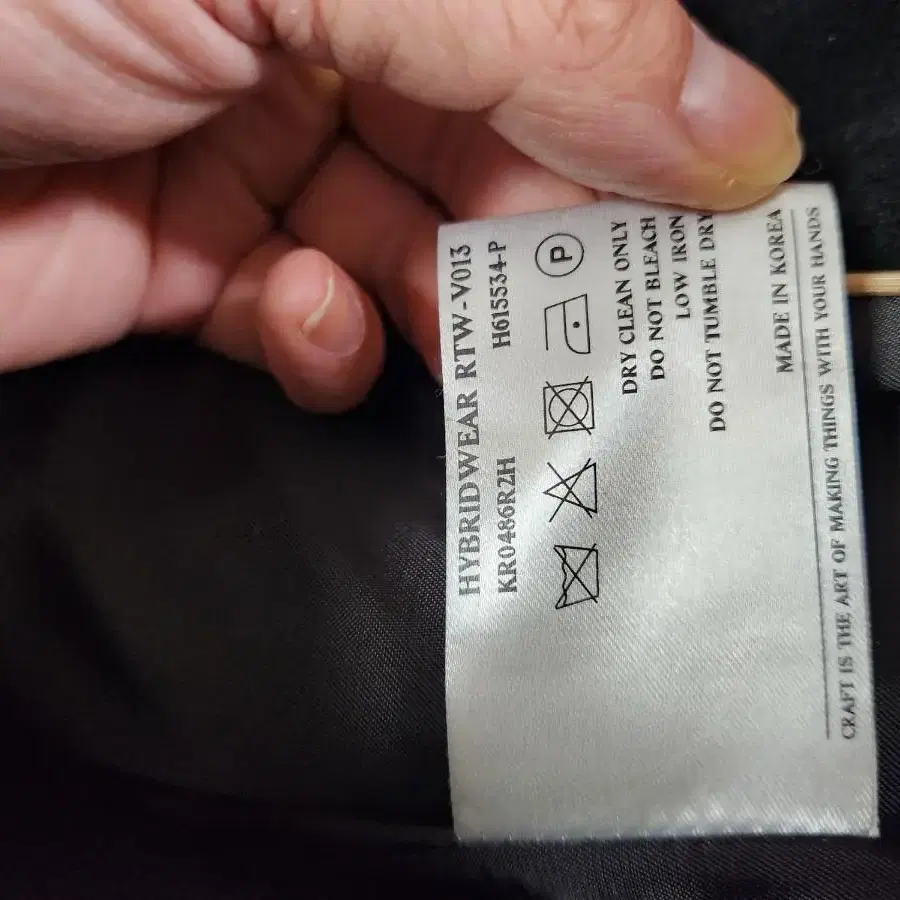 HYBRIDWEAR RTW-V013
KR0486R2H H615534-P
P
DRY CLEAN ONLY
DO NOT BLEACH
LOW IRON
DO NOT TUMBLE DRY
MADE IN KOREA
CRAFT IS THE ART OF MAKING THINGS WITH YOUR HANDS